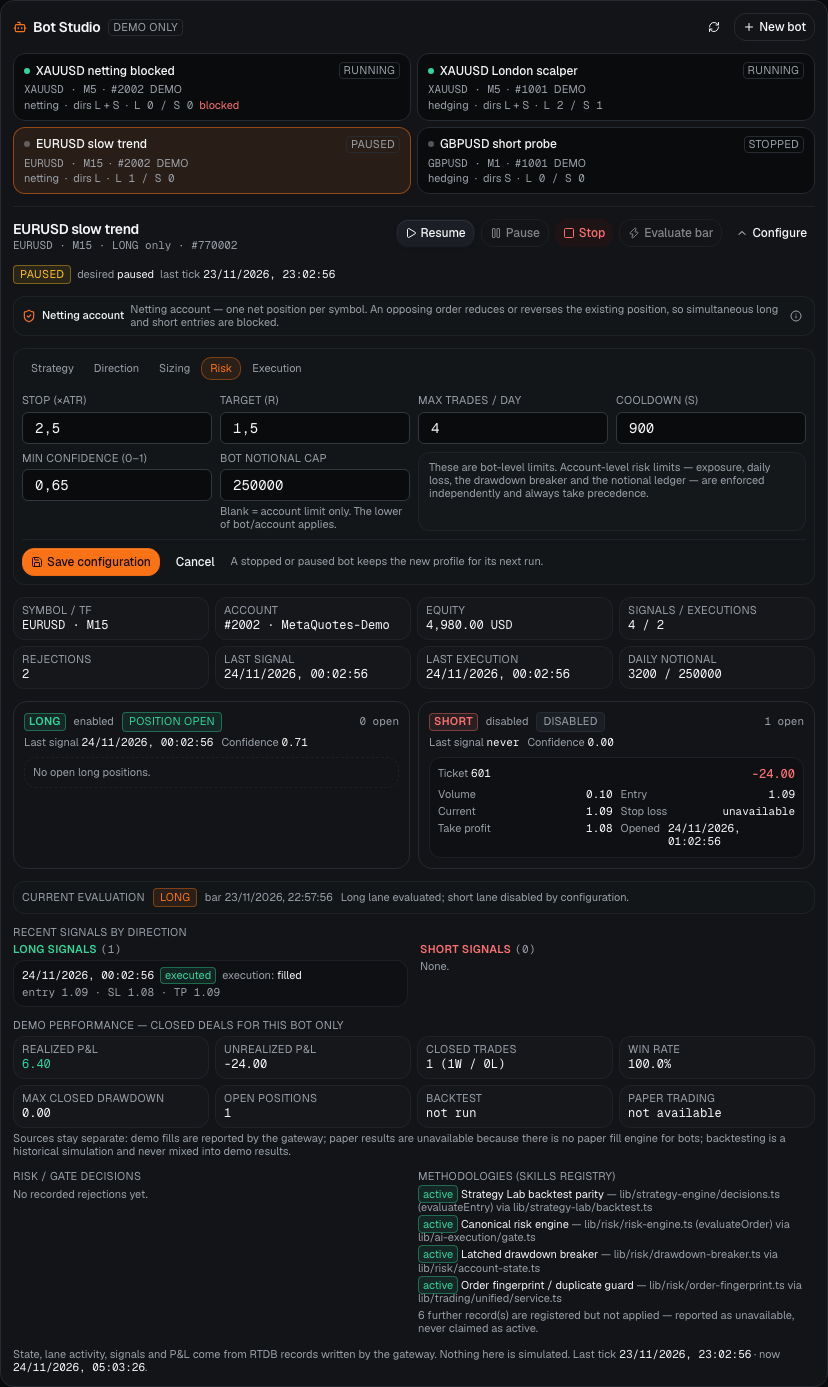 Bot Studio DEMO ONLY
New bot
XAUUSD netting blocked RUNNING
XAUUSD · M5 · #2002 DEMO
netting · dirs L + S · L 0 / S 0 blocked
XAUUSD London scalper RUNNING
XAUUSD · M5 · #1001 DEMO
hedging · dirs L + S · L 2 / S 1
EURUSD slow trend PAUSED
EURUSD · M15 · #2002 DEMO
netting · dirs L · L 1 / S 0
GBPUSD short probe STOPPED
GBPUSD · M1 · #1001 DEMO
hedging · dirs S · L 0 / S 0
EURUSD slow trend
EURUSD · M15 · LONG only · #770002
Resume Pause Stop Evaluate bar Configure
PAUSED desired paused last tick 23/11/2026, 23:02:56
Netting account Netting account — one net position per symbol. An opposing order reduces or reverses the existing position, so simultaneous long
and short entries are blocked.
Strategy Direction Sizing Risk Execution
STOP (×ATR) TARGET (R) MAX TRADES / DAY COOLDOWN (S)
2,5 1,5 4 900
MIN CONFIDENCE (0–1) BOT NOTIONAL CAP
0,65 250000
Blank = account limit only. The lower
of bot/account applies.
These are bot-level limits. Account-level risk limits — exposure, daily
loss, the drawdown breaker and the notional ledger — are enforced
independently and always take precedence.
Save configuration Cancel A stopped or paused bot keeps the new profile for its next run.
SYMBOL / TF ACCOUNT EQUITY SIGNALS / EXECUTIONS
EURUSD · M15 #2002 · MetaQuotes-Demo 4,980.00 USD 4 / 2
REJECTIONS LAST SIGNAL LAST EXECUTION DAILY NOTIONAL
2 24/11/2026, 00:02:56 24/11/2026, 00:02:56 3200 / 250000
LONG enabled POSITION OPEN 0 open
Last signal 24/11/2026, 00:02:56 Confidence 0.71
No open long positions.
SHORT disabled DISABLED 1 open
Last signal never Confidence 0.00
Ticket 601 -24.00
Volume 0.10 Entry 1.09
Current 1.09 Stop loss unavailable
Take profit 1.08 Opened 24/11/2026,
01:02:56
CURRENT EVALUATION LONG bar 23/11/2026, 22:57:56 Long lane evaluated; short lane disabled by configuration.
RECENT SIGNALS BY DIRECTION
LONG SIGNALS (1)
24/11/2026, 00:02:56 executed execution: filled
entry 1.09 · SL 1.08 · TP 1.09
SHORT SIGNALS (0)
None.
DEMO PERFORMANCE — CLOSED DEALS FOR THIS BOT ONLY
REALIZED P&L UNREALIZED P&L CLOSED TRADES WIN RATE
6.40 -24.00 1 (1W / 0L) 100.0%
MAX CLOSED DRAWDOWN OPEN POSITIONS BACKTEST PAPER TRADING
0.00 1 not run not available
Sources stay separate: demo fills are reported by the gateway; paper results are unavailable because there is no paper fill engine for bots; backtesting is a
historical simulation and never mixed into demo results.
RISK / GATE DECISIONS
No recorded rejections yet.
METHODOLOGIES (SKILLS REGISTRY)
active Strategy Lab backtest parity — lib/strategy-engine/decisions.ts
(evaluateEntry) via lib/strategy-lab/backtest.ts
active Canonical risk engine — lib/risk/risk-engine.ts (evaluateOrder) via
lib/ai-execution/gate.ts
active Latched drawdown breaker — lib/risk/drawdown-breaker.ts via
lib/risk/account-state.ts
active Order fingerprint / duplicate guard — lib/risk/order-fingerprint.ts via
lib/trading/unified/service.ts
6 further record(s) are registered but not applied — reported as unavailable,
never claimed as active.
State, lane activity, signals and P&L come from RTDB records written by the gateway. Nothing here is simulated. Last tick 23/11/2026, 23:02:56 · now
24/11/2026, 05:03:26.